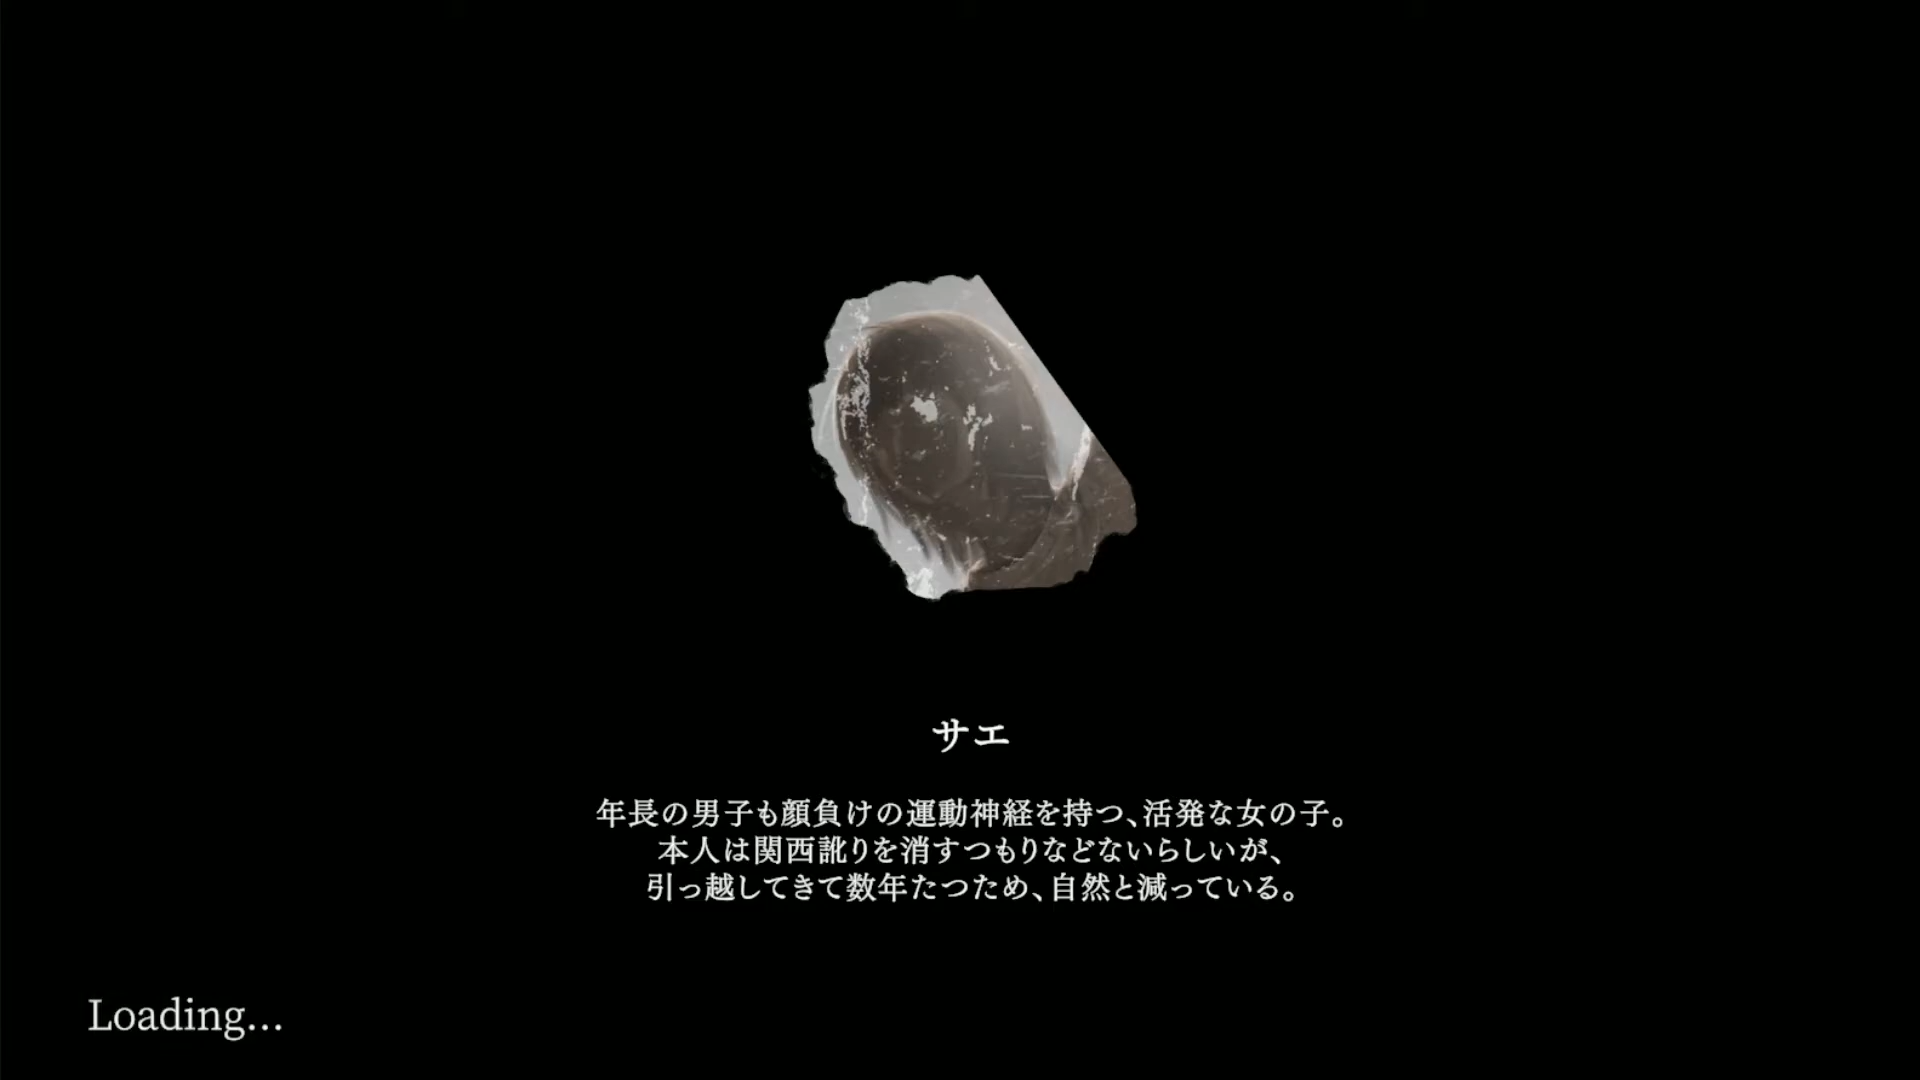 サエ
年長の男子も顔負けの運動神経を持つ、活発な女の子。
本人は関西訛りを消すつもりなどないらしいが、
引っ越してきて数年たつため、自然と減っている。
Loading...